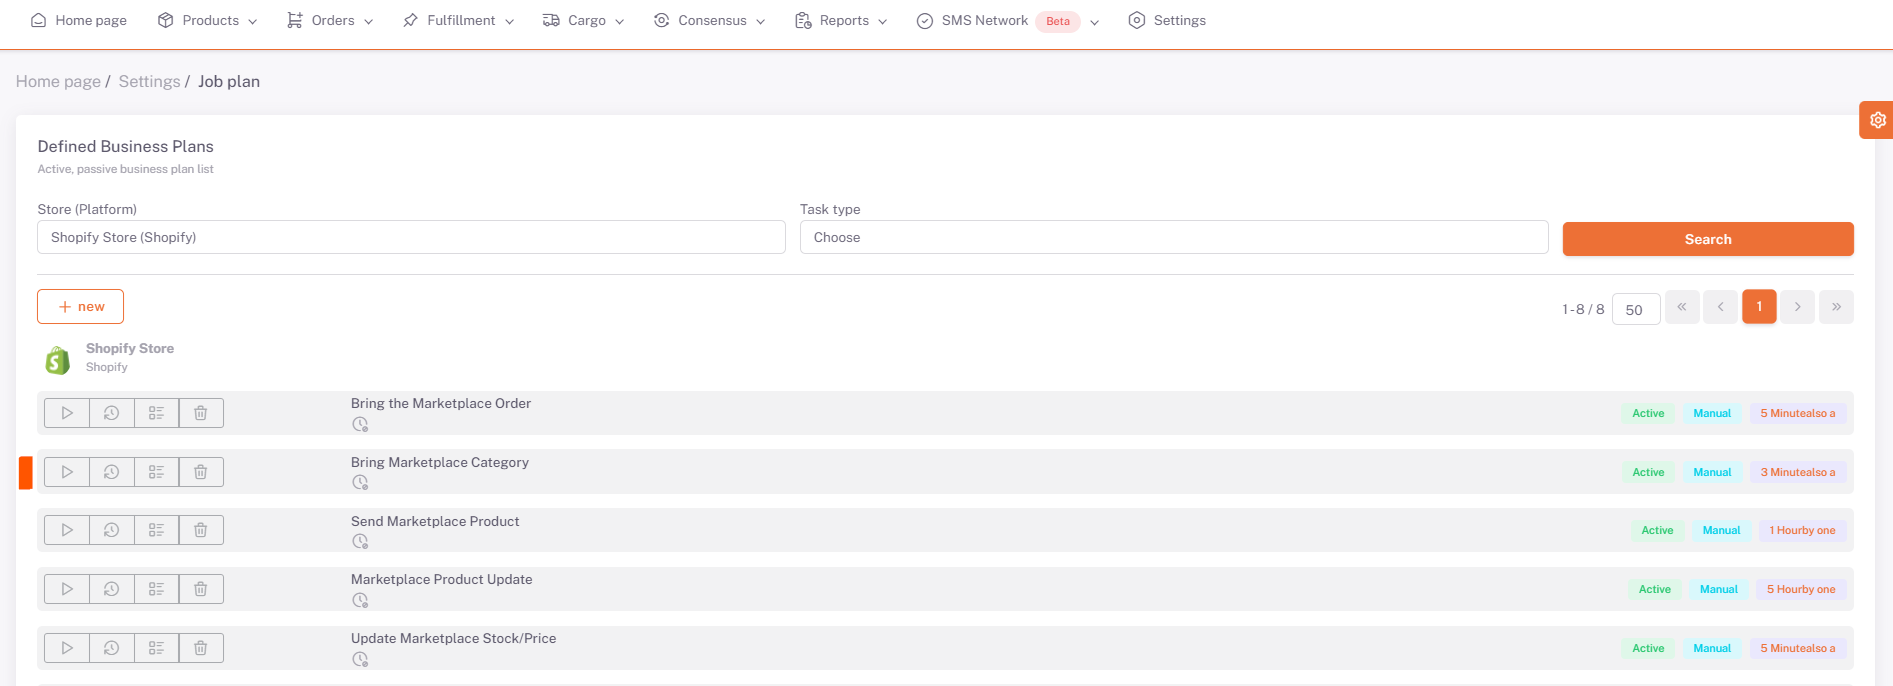 Home page Products Orders Fulfillment Cargo Consensus Reports SMS Network Beta Settings
Home page / Settings / Job plan
Defined Business Plans
Active, passive business plan list
Store (Platform) Task type
Shopify Store (Shopify) Choose Search
+ new 1 - 8 / 8 50 « ‹ 1 › »
Shopify Store
Shopify
Bring the Marketplace Order Active Manual 5 Minutealso a
Bring Marketplace Category Active Manual 3 Minutealso a
Send Marketplace Product Active Manual 1 Hourby one
Marketplace Product Update Active Manual 5 Hourby one
Update Marketplace Stock/Price Active Manual 5 Minutealso a